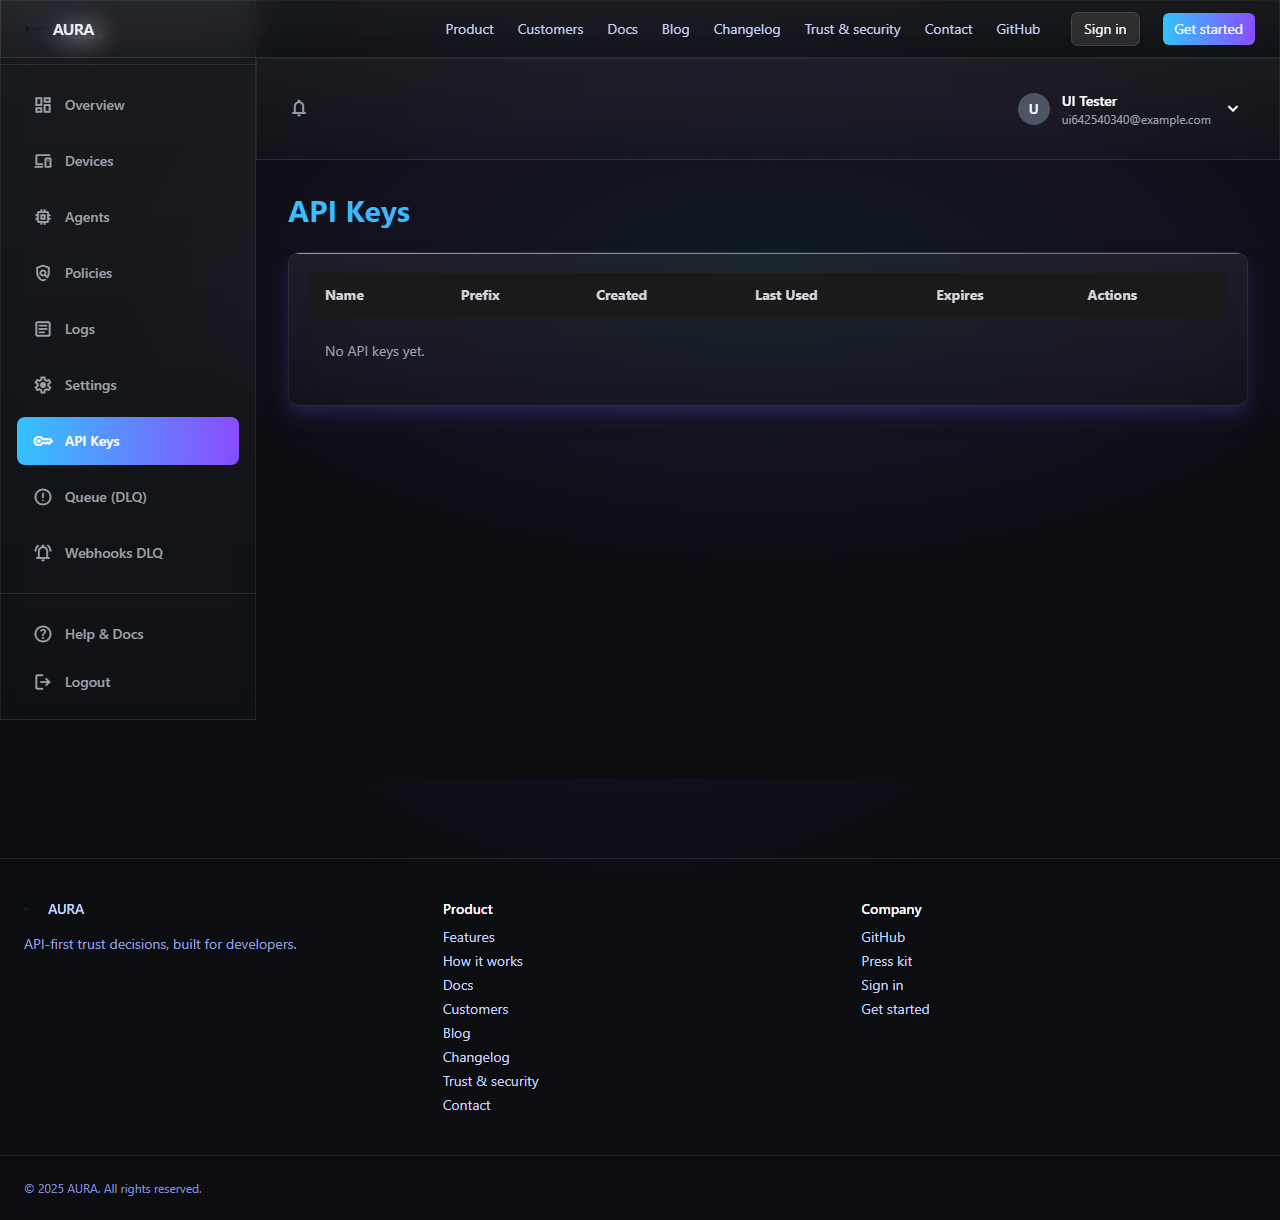 AURA
Product Customers Docs Blog Changelog Trust & security Contact GitHub Sign in Get started
Overview
Devices
Agents
Policies
Logs
Settings
API Keys
Queue (DLQ)
Webhooks DLQ
Help & Docs
Logout
U
UI Tester
ui642540340@example.com
API Keys
Name Prefix Created Last Used Expires Actions
No API keys yet.
AURA
API-first trust decisions, built for developers.
Product
Features
How it works
Docs
Customers
Blog
Changelog
Trust & security
Contact
Company
GitHub
Press kit
Sign in
Get started
© 2025 AURA. All rights reserved.